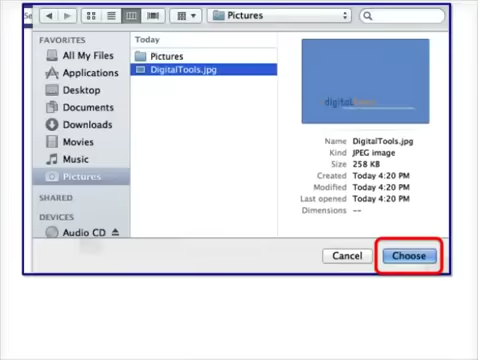 Se
Pictures
FAVORITES
All My Files
Applications
Desktop
Documents
Downloads
Movies
Music
Pictures
SHARED
DEVICES
Audio CD
Today
Pictures
DigitalTools.jpg
digital
Name DigitalTools.jpg
Kind JPEG image
Size 258 KB
Created Today 4:20 PM
Modified Today 4:20 PM
Last opened Today 4:20 PM
Dimensions --
Cancel
Choose